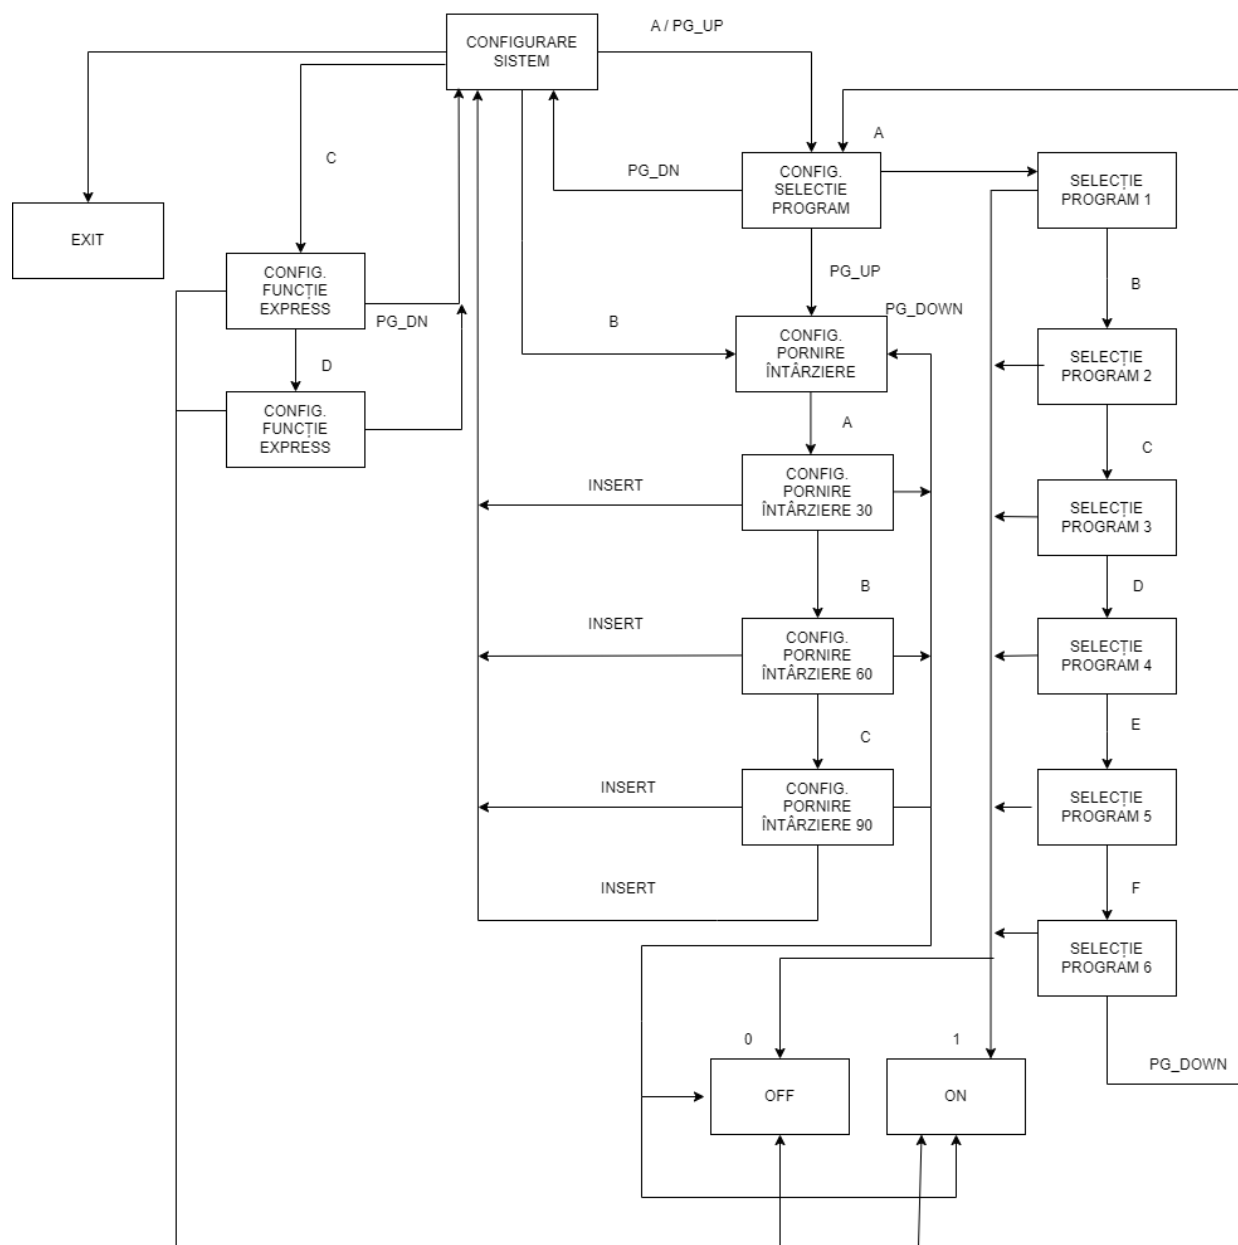 A / PG_UP
CONFIGURARE
SISTEM
A
C
PG_DN
CONFIG.
SELECTIE
PROGRAM
SELECȚIE
PROGRAM 1
EXIT
CONFIG.
FUNCȚIE
EXPRESS
PG_UP
B
PG_DN
B
PG_DOWN
CONFIG.
PORNIRE
ÎNTÂRZIERE
SELECȚIE
PROGRAM 2
D
CONFIG.
FUNCȚIE
EXPRESS
A
C
INSERT
CONFIG.
PORNIRE
ÎNTÂRZIERE 30
SELECȚIE
PROGRAM 3
B
D
INSERT
CONFIG.
PORNIRE
ÎNTÂRZIERE 60
SELECȚIE
PROGRAM 4
C
E
INSERT
CONFIG.
PORNIRE
ÎNTÂRZIERE 90
SELECȚIE
PROGRAM 5
INSERT
F
SELECȚIE
PROGRAM 6
0
1
PG_DOWN
OFF
ON